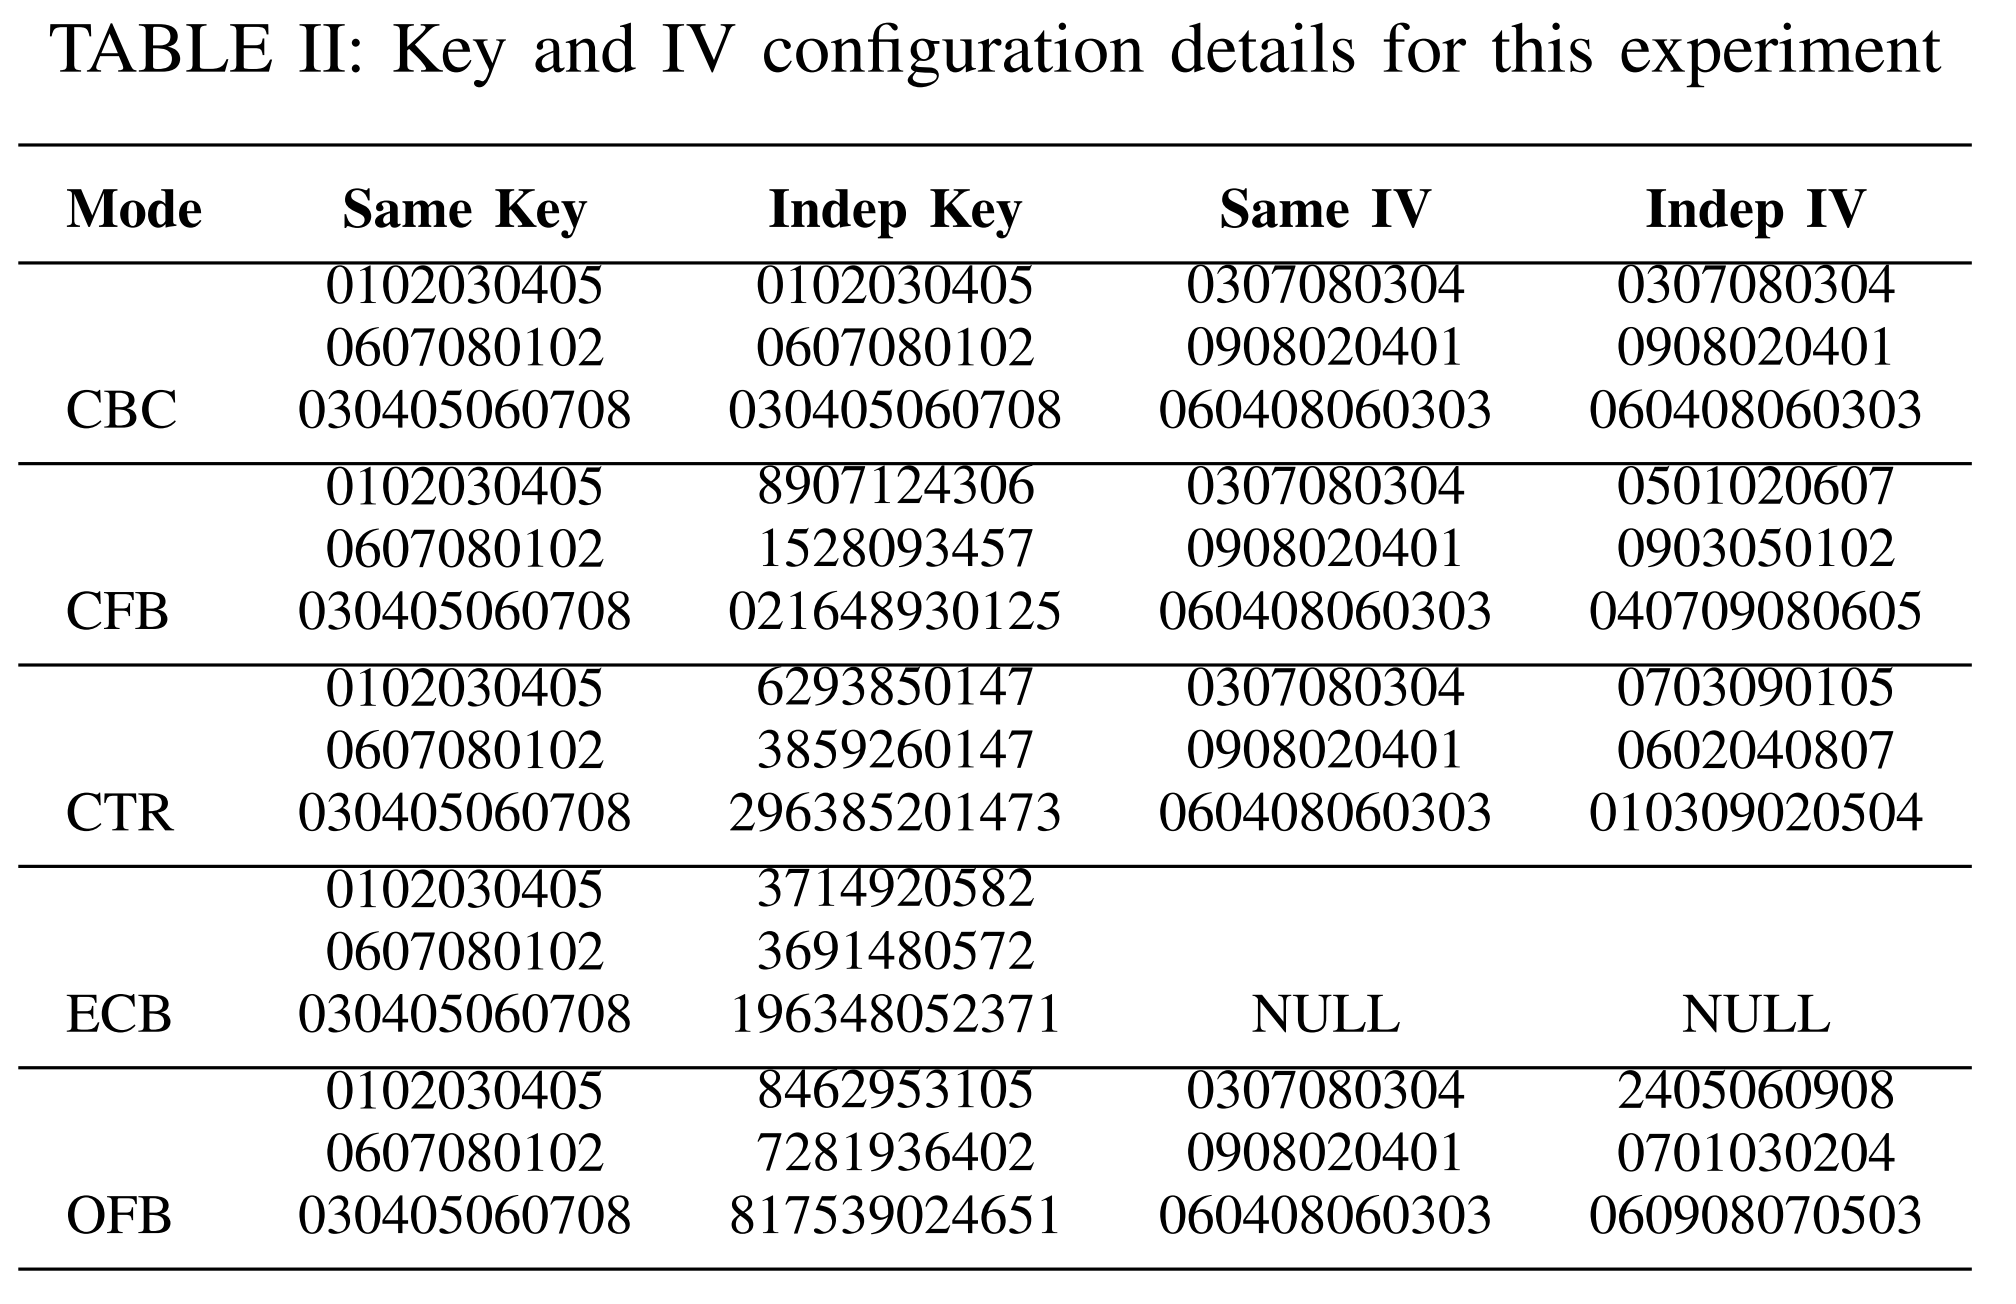 TABLE II: Key and IV configuration details for this experiment
Mode Same Key Indep Key Same IV Indep IV
0102030405 0102030405 0307080304 0307080304
0607080102 0607080102 0908020401 0908020401
CBC 030405060708 030405060708 060408060303 060408060303
0102030405 8907124306 0307080304 0501020607
0607080102 1528093457 0908020401 0903050102
CFB 030405060708 021648930125 060408060303 040709080605
0102030405 6293850147 0307080304 0703090105
0607080102 3859260147 0908020401 0602040807
CTR 030405060708 296385201473 060408060303 010309020504
0102030405 3714920582
0607080102 3691480572
ECB 030405060708 196348052371 NULL NULL
0102030405 8462953105 0307080304 2405060908
0607080102 7281936402 0908020401 0701030204
OFB 030405060708 817539024651 060408060303 060908070503